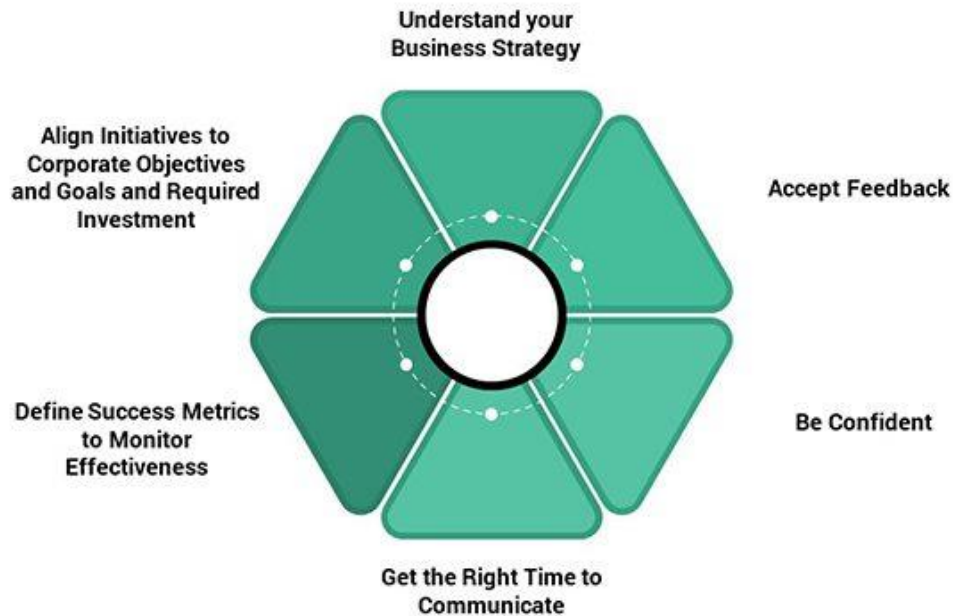 Understand your
Business Strategy
Align Initiatives to
Corporate Objectives
and Goals and Required
Investment
Accept Feedback
Define Success Metrics
to Monitor
Effectiveness
Be Confident
Get the Right Time to
Communicate